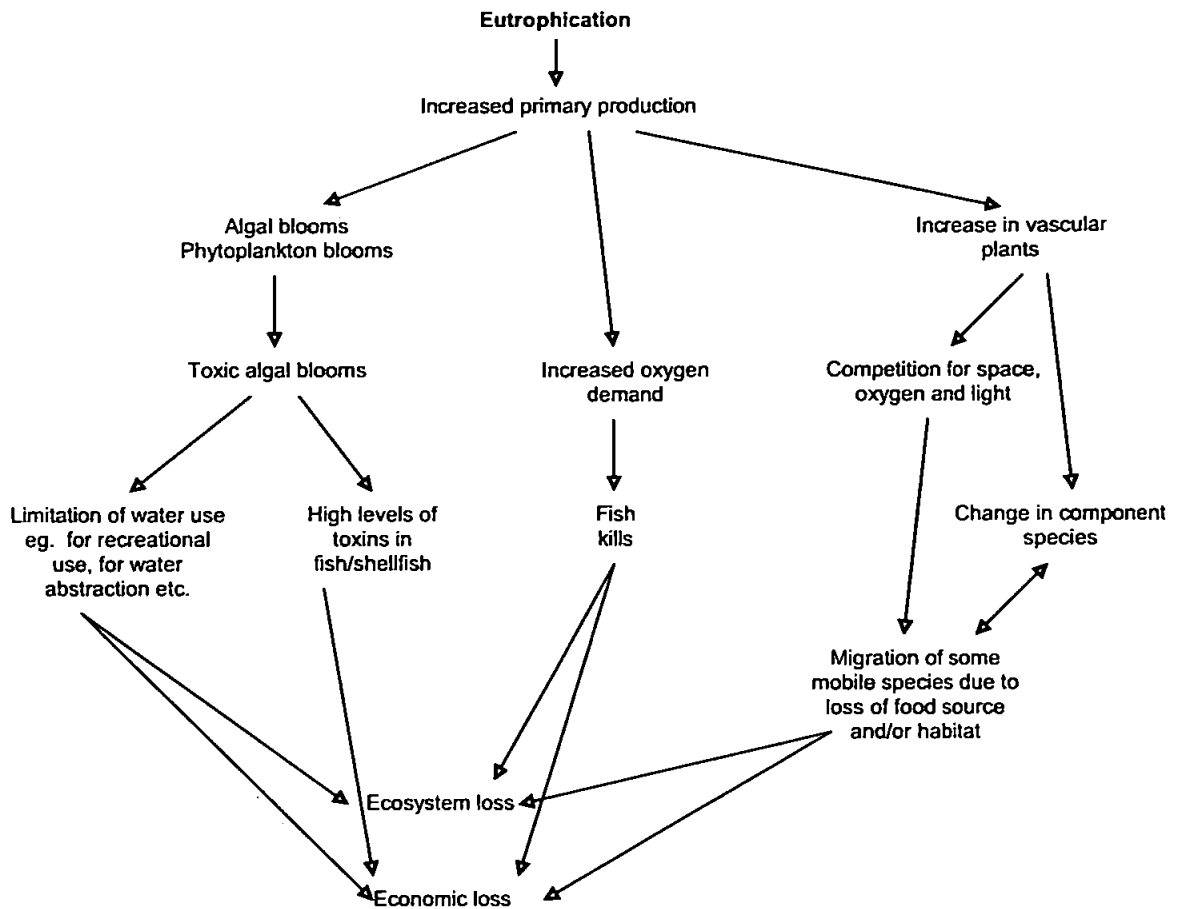 Eutrophication
Increased primary production
Algal blooms
Phytoplankton blooms
Increase in vascular
plants
Toxic algal blooms
Increased oxygen
demand
Competition for space,
oxygen and light
Limitation of water use
eg. for recreational
use, for water
abstraction etc.
High levels of
toxins in
fish/shellfish
Fish
kills
Change in component
species
Migration of some
mobile species due to
loss of food source
and/or habitat
Ecosystem loss
Economic loss